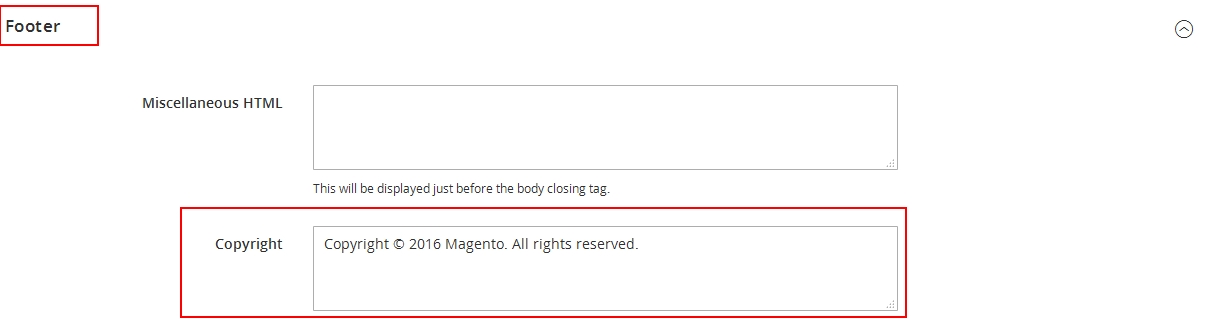 Footer
Miscellaneous HTML
This will be displayed just before the body closing tag.
Copyright
Copyright © 2016 Magento. All rights reserved.